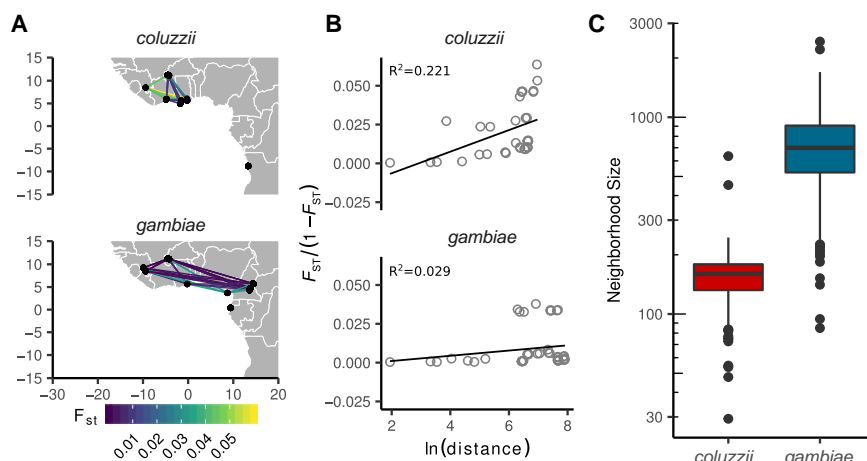 A
coluzzii
15
10
5
0
−5
−10
−15
gambiae
15
10
5
0
−5
−10
−15
−30 −20 −10 0 10 20
Fst
0.01 0.02 0.03 0.04 0.05
B
coluzzii
R²=0.221
0.050
0.025
0.000
−0.025
FST/(1−FST)
gambiae
R²=0.029
0.050
0.025
0.000
−0.025
2 4 6 8
ln(distance)
C
3000
1000
300
100
30
Neighborhood Size
coluzzii gambiae